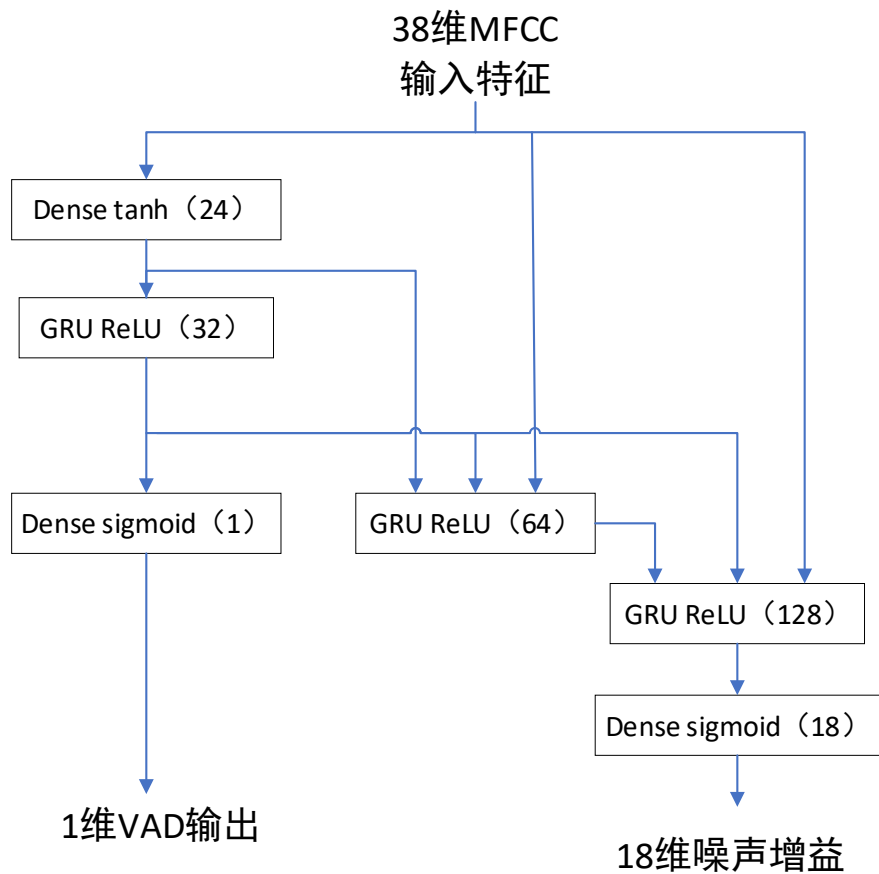 38维MFCC
输入特征
Dense tanh（24）
GRU ReLU（32）
Dense sigmoid（1）
GRU ReLU（64）
GRU ReLU（128）
Dense sigmoid（18）
1维VAD输出
18维噪声增益